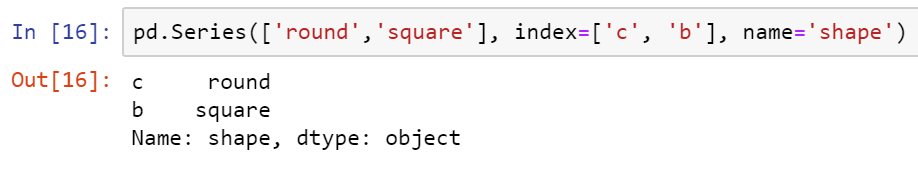 In [16]: pd.Series(['round','square'], index=['c', 'b'], name='shape')
Out[16]: c     round
b    square
Name: shape, dtype: object